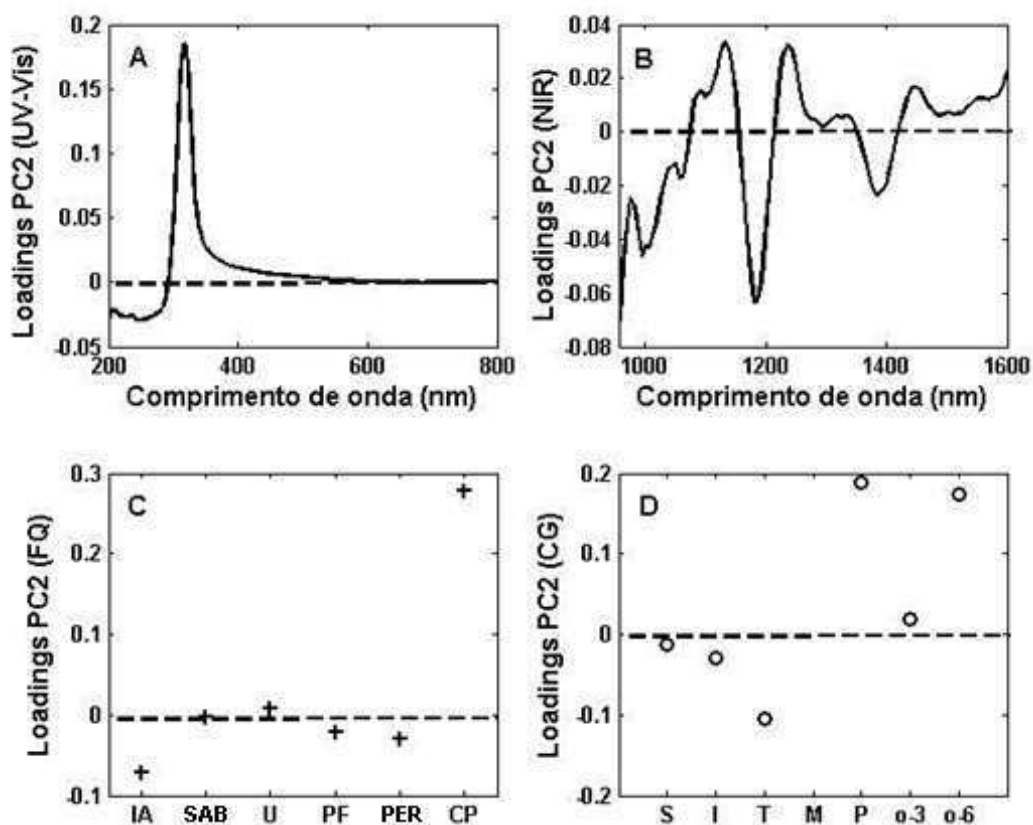 A
Loadings PC2 (UV-Vis)
0.2
0.15
0.1
0.05
0
-0.05
200 400 600 800
Comprimento de onda (nm)
B
Loadings PC2 (NIR)
0.04
0.02
0
-0.02
-0.04
-0.06
-0.08
1000 1200 1400 1600
Comprimento de onda (nm)
C
Loadings PC2 (FQ)
0.3
0.2
0.1
0
-0.1
IA SAB U PF PER CP
D
Loadings PC2 (CG)
0.2
0.1
0
-0.1
-0.2
S I T M P o-3 o-6